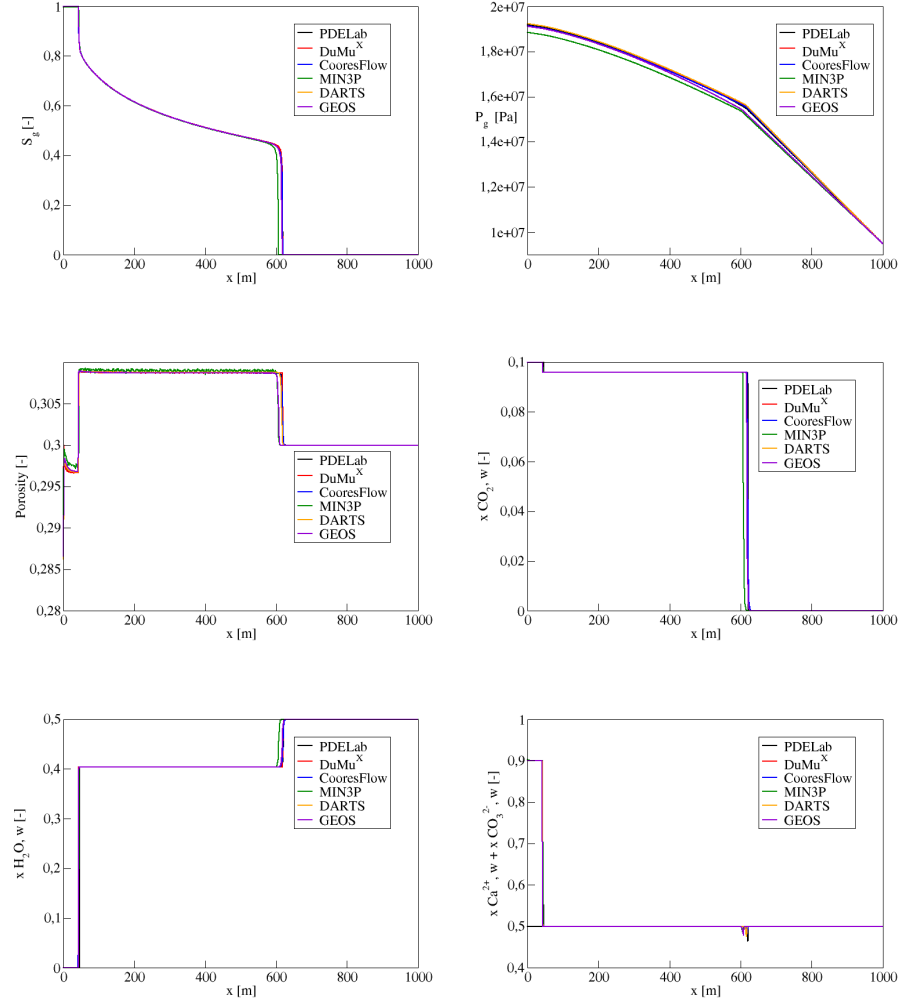 1
0,8
0,6
0,4
0,2
0
S_g [-]
0 200 400 600 800 1000
x [m]
PDELab
DuMu^X
CooresFlow
MIN3P
DARTS
GEOS
2e+07
1,8e+07
1,6e+07
P_g [Pa]
1,4e+07
1,2e+07
1e+07
0 200 400 600 800 1000
x [m]
PDELab
DuMu^X
CooresFlow
MIN3P
DARTS
GEOS
0,305
0,3
0,295
0,29
0,285
0,28
Porosity [-]
0 200 400 600 800 1000
x [m]
PDELab
DuMu^X
CooresFlow
MIN3P
DARTS
GEOS
0,1
0,08
0,06
0,04
0,02
0
x CO_2, w [-]
0 200 400 600 800 1000
x [m]
PDELab
DuMu^X
CooresFlow
MIN3P
DARTS
GEOS
0,5
0,4
0,3
0,2
0,1
0
x H_2O, w [-]
0 200 400 600 800 1000
x [m]
PDELab
DuMu^X
CooresFlow
MIN3P
DARTS
GEOS
1
0,9
0,8
0,7
0,6
0,5
0,4
x Ca^2+, w + x CO_3^2-, w [-]
0 200 400 600 800 1000
x [m]
PDELab
DuMu^X
CooresFlow
MIN3P
DARTS
GEOS